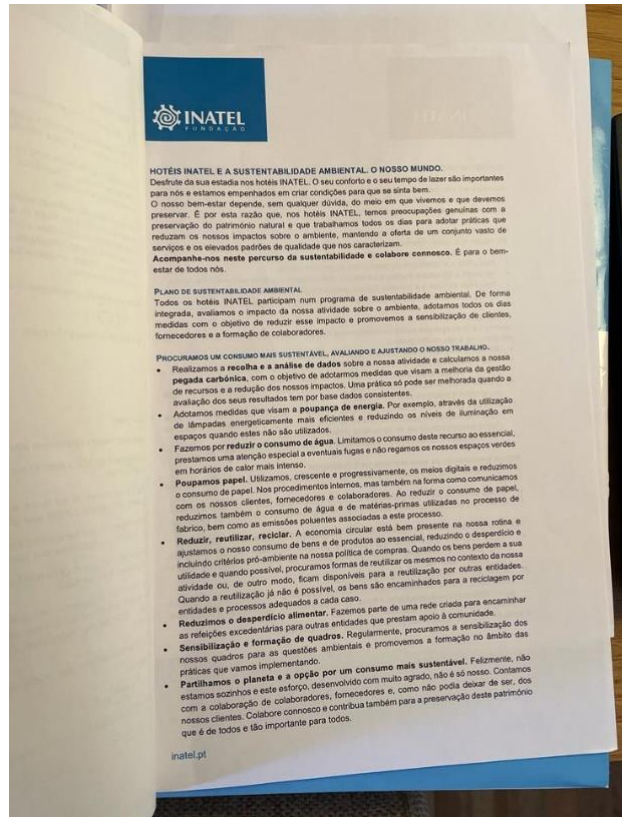 INATEL
FUNDAÇÃO
HOTÉIS INATEL E A SUSTENTABILIDADE AMBIENTAL. O NOSSO MUNDO.
Desfrute da sua estadia nos hotéis INATEL. O seu conforto e o seu tempo de lazer são importantes
para nós e estamos empenhados em criar condições para que se sinta bem.
O nosso bem-estar depende, sem qualquer dúvida, do meio em que vivemos e que devemos
preservar. É por esta razão que, nos hotéis INATEL, temos preocupações genuínas com a
preservação do património natural e que trabalhamos todos os dias para adotar práticas que
reduzam os nossos impactos sobre o ambiente, mantendo a oferta de um conjunto vasto de
serviços e os elevados padrões de qualidade que nos caracterizam.
Acompanhe-nos neste percurso da sustentabilidade e colabore connosco. É para o bem-
estar de todos nós.
PLANO DE SUSTENTABILIDADE AMBIENTAL
Todos os hotéis INATEL participam num programa de sustentabilidade ambiental. De forma
integrada, avaliamos o impacto da nossa atividade sobre o ambiente, adotamos todos os dias
medidas com o objetivo de reduzir esse impacto e promovemos a sensibilização de clientes,
fornecedores e a formação de colaboradores.
PROCURAMOS UM CONSUMO MAIS SUSTENTÁVEL, AVALIANDO E AJUSTANDO O NOSSO TRABALHO.
• Realizamos a recolha e a análise de dados sobre a nossa atividade e calculamos a nossa
pegada carbónica, com o objetivo de adotarmos medidas que visam a melhoria da gestão
de recursos e a redução dos nossos impactos. Uma prática só pode ser melhorada quando a
avaliação dos seus resultados tem por base dados consistentes.
• Adotamos medidas que visam a poupança de energia. Por exemplo, através da utilização
de lâmpadas energeticamente mais eficientes e reduzindo os níveis de iluminação em
espaços quando estes não são utilizados.
• Fazemos por reduzir o consumo de água. Limitamos o consumo deste recurso ao essencial,
prestamos uma atenção especial a eventuais fugas e não regamos os nossos espaços verdes
em horários de calor mais intenso.
• Poupamos papel. Utilizamos, crescente e progressivamente, os meios digitais e reduzimos
o consumo de papel. Nos procedimentos internos, mas também na forma como comunicamos
com os nossos clientes, fornecedores e colaboradores. Ao reduzir o consumo de papel,
reduzimos também o consumo de água e de matérias-primas utilizadas no processo de
fabrico, bem como as emissões poluentes associadas a este processo.
• Reduzir, reutilizar, reciclar. A economia circular está bem presente na nossa rotina e
ajustamos o nosso consumo de bens e de produtos ao essencial, reduzindo o desperdício e
incluindo critérios pró-ambiente na nossa política de compras. Quando os bens perdem a sua
utilidade e quando possível, procuramos formas de reutilizar os mesmos no contexto da nossa
atividade ou, de outro modo, ficam disponíveis para a reutilização por outras entidades.
Quando a reutilização já não é possível, os bens são encaminhados para a reciclagem por
entidades e processos adequados a cada caso.
• Reduzimos o desperdício alimentar. Fazemos parte de uma rede criada para encaminhar
as refeições excedentárias para outras entidades que prestam apoio à comunidade.
• Sensibilização e formação de quadros. Regularmente, procuramos a sensibilização dos
nossos quadros para as questões ambientais e promovemos a formação no âmbito das
práticas que vamos implementando.
• Partilhamos o planeta e a opção por um consumo mais sustentável. Felizmente, não
estamos sozinhos e este esforço, desenvolvido com muito agrado, não é só nosso. Contamos
com a colaboração de colaboradores, fornecedores e, como não podia deixar de ser, dos
nossos clientes. Colabore connosco e contribua também para a preservação deste património
que é de todos e tão importante para todos.
inatel.pt